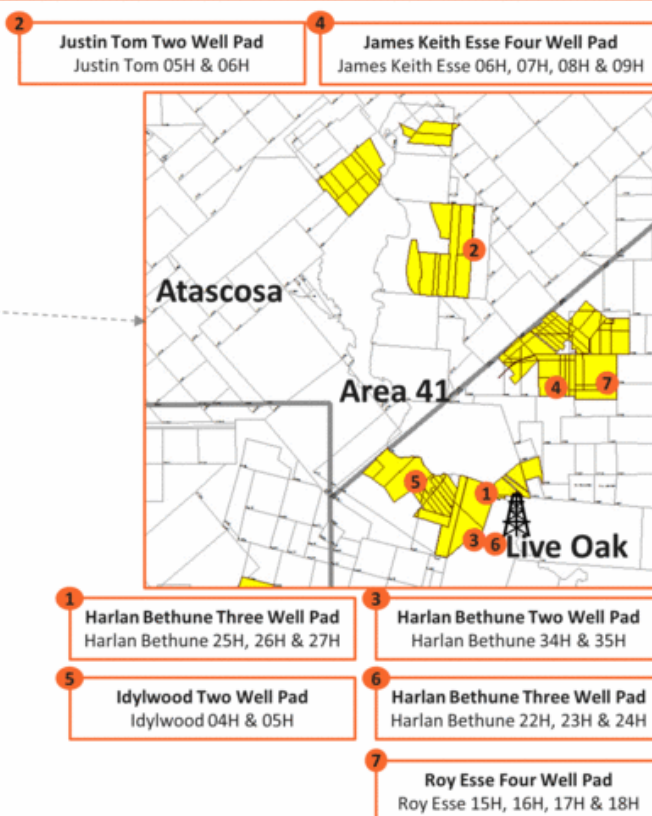 2
Justin Tom Two Well Pad
Justin Tom 05H & 06H
4
James Keith Esse Four Well Pad
James Keith Esse 06H, 07H, 08H & 09H
2
Atascosa
Area 41
4
7
5
1
3
6
Live Oak
1
Harlan Bethune Three Well Pad
Harlan Bethune 25H, 26H & 27H
3
Harlan Bethune Two Well Pad
Harlan Bethune 34H & 35H
5
Idylwood Two Well Pad
Idylwood 04H & 05H
6
Harlan Bethune Three Well Pad
Harlan Bethune 22H, 23H & 24H
7
Roy Esse Four Well Pad
Roy Esse 15H, 16H, 17H & 18H